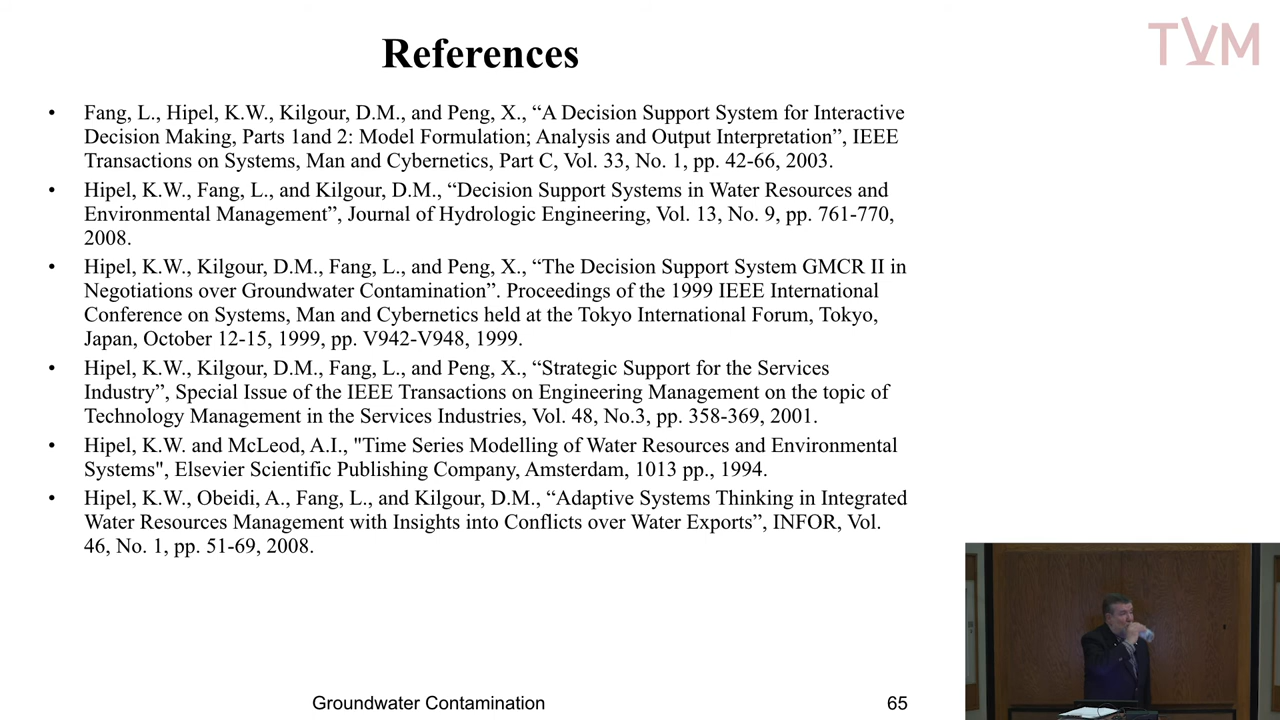 References
TVM
• Fang, L., Hipel, K.W., Kilgour, D.M., and Peng, X., “A Decision Support System for Interactive
Decision Making, Parts 1and 2: Model Formulation; Analysis and Output Interpretation”, IEEE
Transactions on Systems, Man and Cybernetics, Part C, Vol. 33, No. 1, pp. 42-66, 2003.
• Hipel, K.W., Fang, L., and Kilgour, D.M., “Decision Support Systems in Water Resources and
Environmental Management”, Journal of Hydrologic Engineering, Vol. 13, No. 9, pp. 761-770,
2008.
• Hipel, K.W., Kilgour, D.M., Fang, L., and Peng, X., “The Decision Support System GMCR II in
Negotiations over Groundwater Contamination”. Proceedings of the 1999 IEEE International
Conference on Systems, Man and Cybernetics held at the Tokyo International Forum, Tokyo,
Japan, October 12-15, 1999, pp. V942-V948, 1999.
• Hipel, K.W., Kilgour, D.M., Fang, L., and Peng, X., “Strategic Support for the Services
Industry”, Special Issue of the IEEE Transactions on Engineering Management on the topic of
Technology Management in the Services Industries, Vol. 48, No.3, pp. 358-369, 2001.
• Hipel, K.W. and McLeod, A.I., "Time Series Modelling of Water Resources and Environmental
Systems", Elsevier Scientific Publishing Company, Amsterdam, 1013 pp., 1994.
• Hipel, K.W., Obeidi, A., Fang, L., and Kilgour, D.M., “Adaptive Systems Thinking in Integrated
Water Resources Management with Insights into Conflicts over Water Exports”, INFOR, Vol.
46, No. 1, pp. 51-69, 2008.
Groundwater Contamination
65